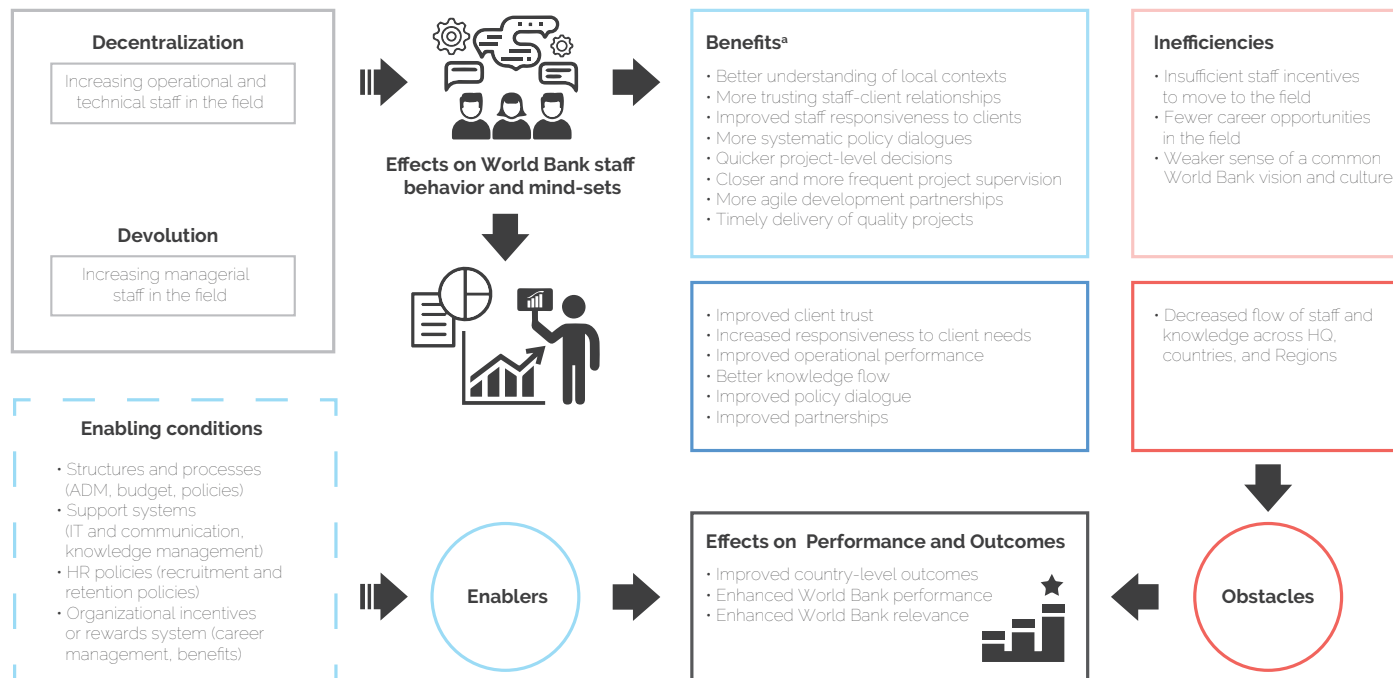 Decentralization
Increasing operational and
technical staff in the field
Devolution
Increasing managerial
staff in the field
Effects on World Bank staff
behavior and mind-sets
Benefitsª
• Better understanding of local contexts
• More trusting staff-client relationships
• Improved staff responsiveness to clients
• More systematic policy dialogues
• Quicker project-level decisions
• Closer and more frequent project supervision
• More agile development partnerships
• Timely delivery of quality projects
Inefficiencies
• Insufficient staff incentives
to move to the field
• Fewer career opportunities
in the field
• Weaker sense of a common
World Bank vision and culture
• Improved client trust
• Increased responsiveness to client needs
• Improved operational performance
• Better knowledge flow
• Improved policy dialogue
• Improved partnerships
• Decreased flow of staff and
knowledge across HQ,
countries, and Regions
Enabling conditions
• Structures and processes
(ADM, budget, policies)
• Support systems
(IT and communication,
knowledge management)
• HR policies (recruitment and
retention policies)
• Organizational incentives
or rewards system (career
management, benefits)
Enablers
Effects on Performance and Outcomes
• Improved country-level outcomes
• Enhanced World Bank performance
• Enhanced World Bank relevance
Obstacles